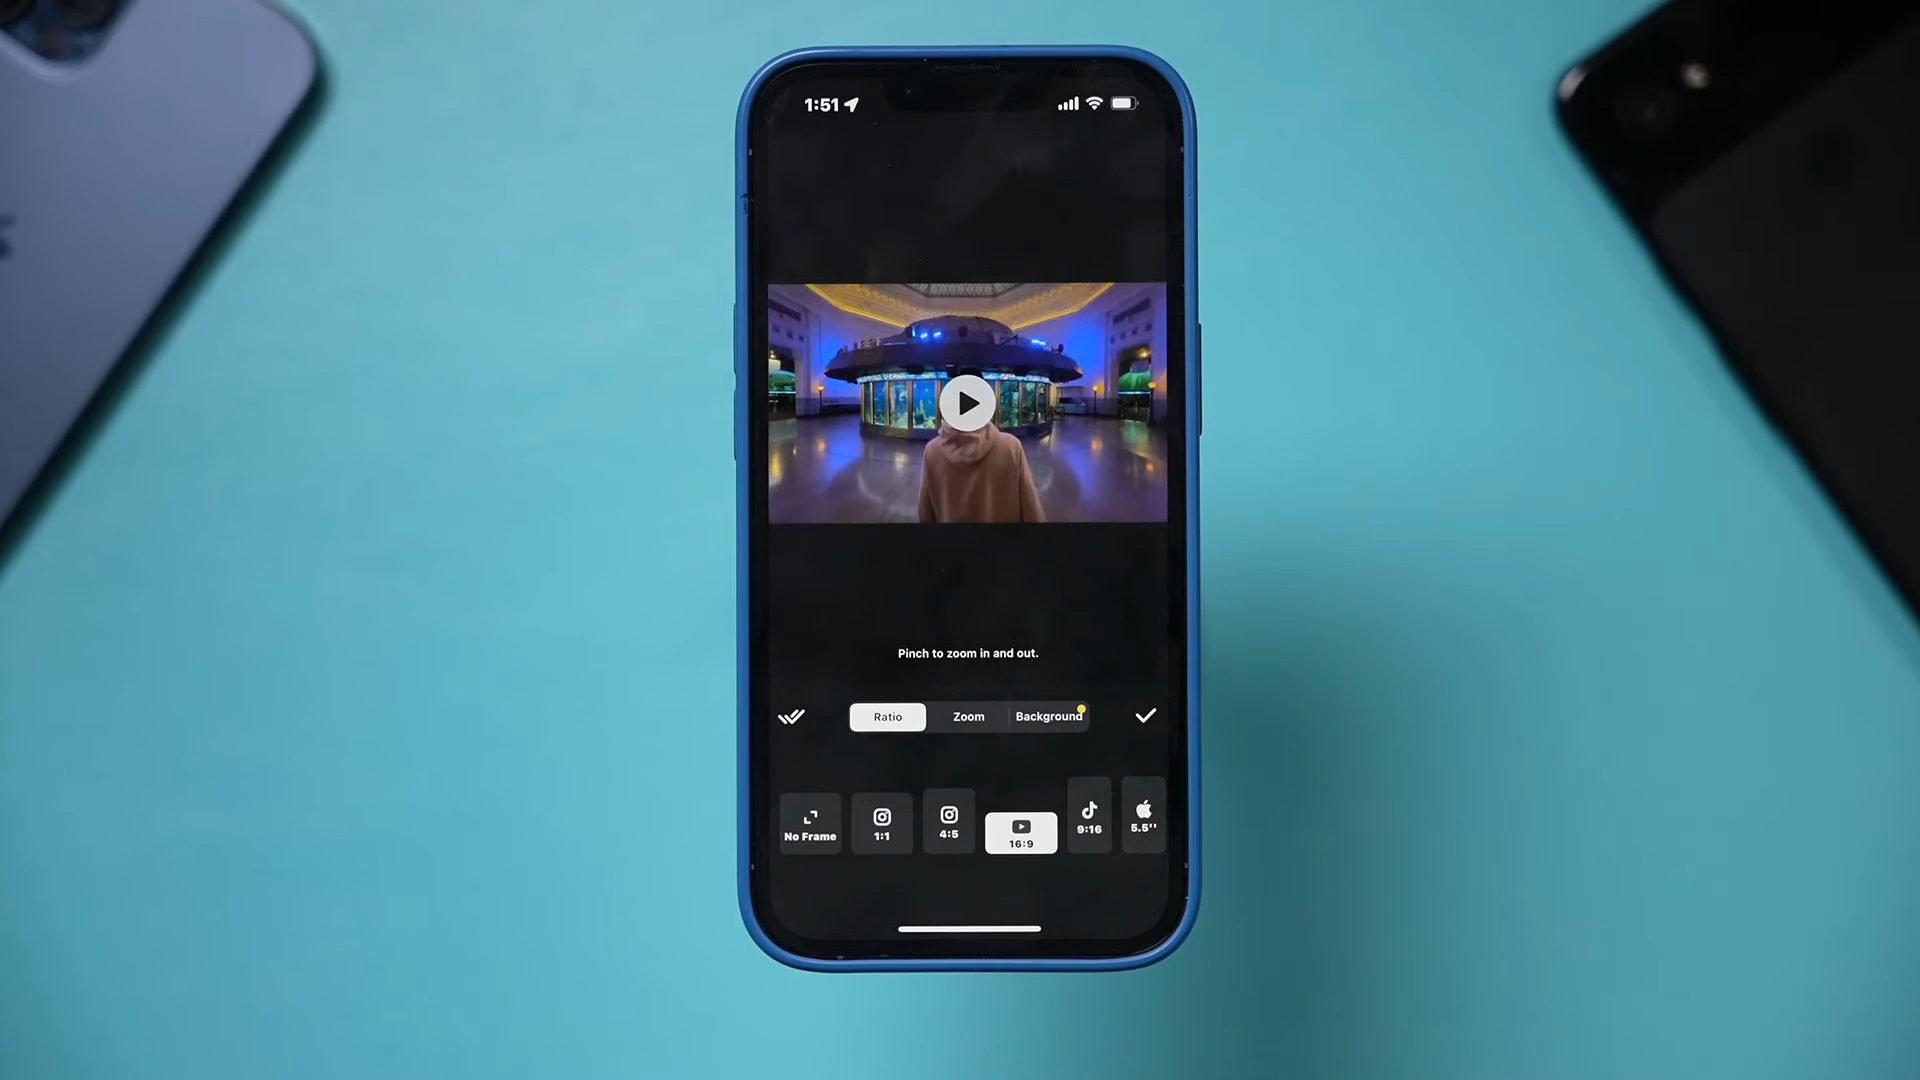 1:51
Pinch to zoom in and out.
Ratio
Zoom
Background
No Frame
1:1
4:5
16:9
9:16
5.5''